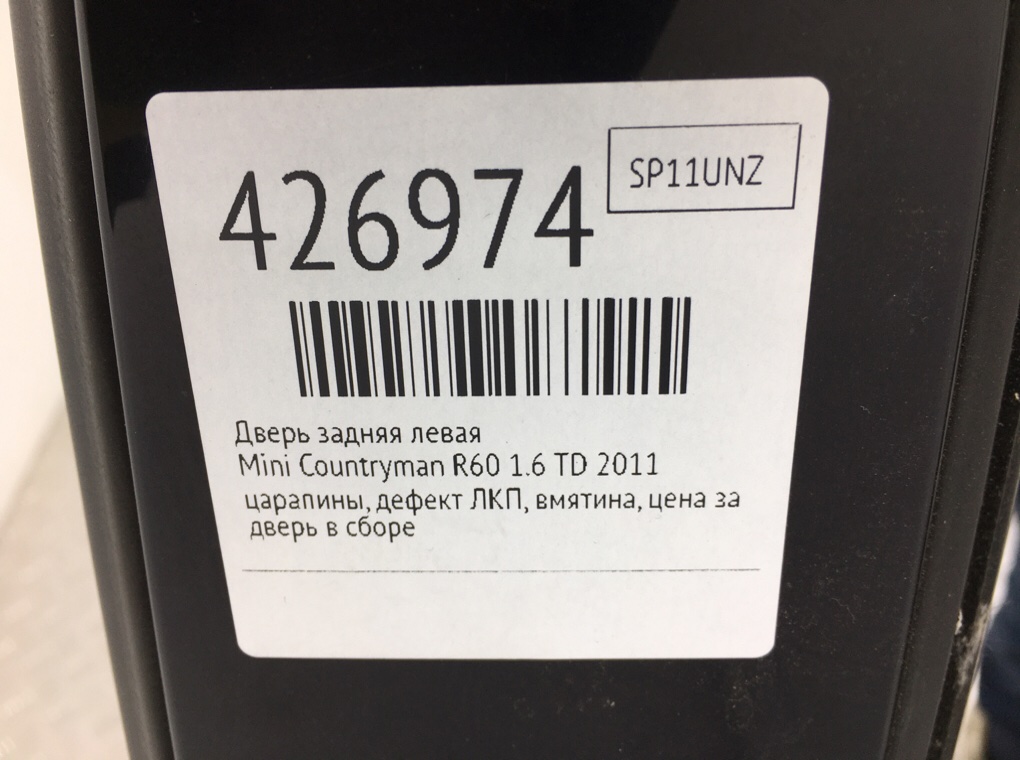 SP11UNZ
426974
Дверь задняя левая
Mini Countryman R60 1.6 TD 2011
царапины, дефект ЛКП, вмятина, цена за
дверь в сборе